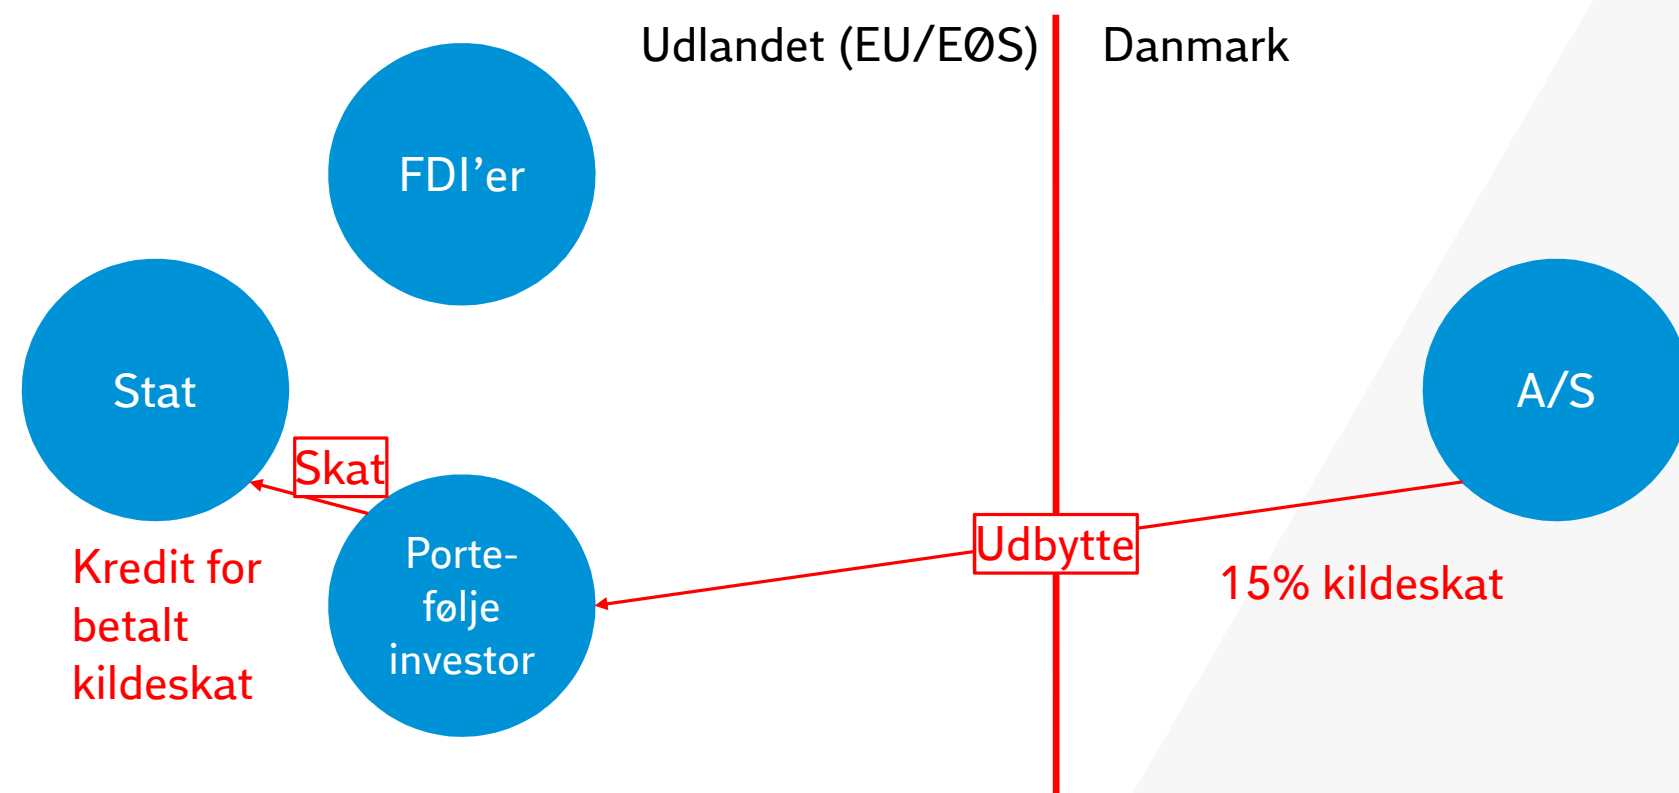 Udlandet (EU/EØS)
Danmark
FDI’er
Stat
A/S
Skat
Udbytte
Porte-
følje
investor
Kredit for
betalt
kildeskat
15% kildeskat